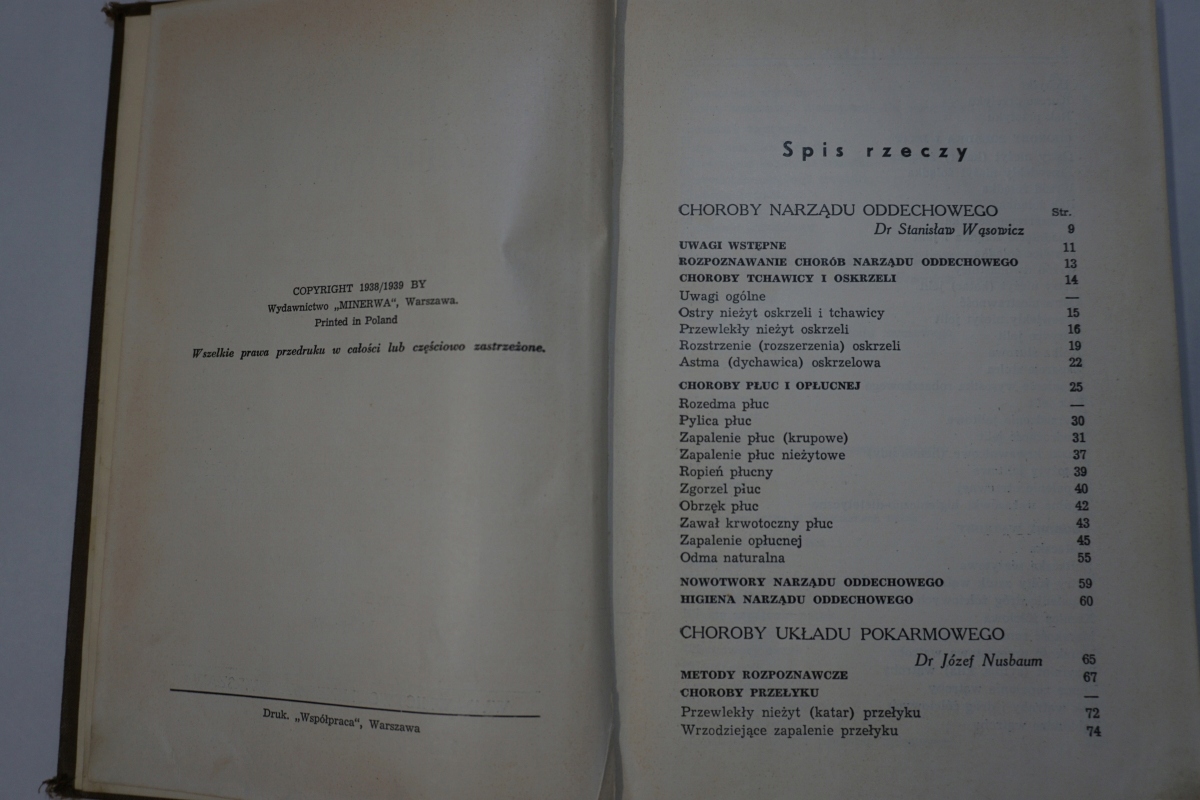 COPYRIGHT 1938/1939 BY
Wydawnictwo „MINERWA", Warszawa.
Printed in Poland
Wszelkie prawa przedruku w całości lub częściowo zastrzeżone.
Druk. „Współpraca", Warszawa
Spis rzeczy
CHOROBY NARZĄDU ODDECHOWEGO Str.
Dr Stanisław Wąsowicz 9
UWAGI WSTĘPNE 11
ROZPOZNAWANIE CHORÓB NARZĄDU ODDECHOWEGO 13
CHOROBY TCHAWICY I OSKRZELI 14
Uwagi ogólne —
Ostry nieżyt oskrzeli i tchawicy 15
Przewlekły nieżyt oskrzeli 16
Rozstrzenie (rozszerzenia) oskrzeli 19
Astma (dychawica) oskrzelowa 22
CHOROBY PŁUC I OPŁUCNEJ 25
Rozedma płuc —
Pylica płuc 30
Zapalenie płuc (krupowe) 31
Zapalenie płuc nieżytowe 37
Ropień płucny 39
Zgorzel płuc 40
Obrzęk płuc 42
Zawał krwotoczny płuc 43
Zapalenie opłucnej 45
Odma naturalna 55
NOWOTWORY NARZĄDU ODDECHOWEGO 59
HIGIENA NARZĄDU ODDECHOWEGO 60
CHOROBY UKŁADU POKARMOWEGO
Dr Józef Nusbaum 65
METODY ROZPOZNAWCZE 67
CHOROBY PRZEŁYKU —
Przewlekły nieżyt (katar) przełyku 72
Wrzodziejące zapalenie przełyku 74